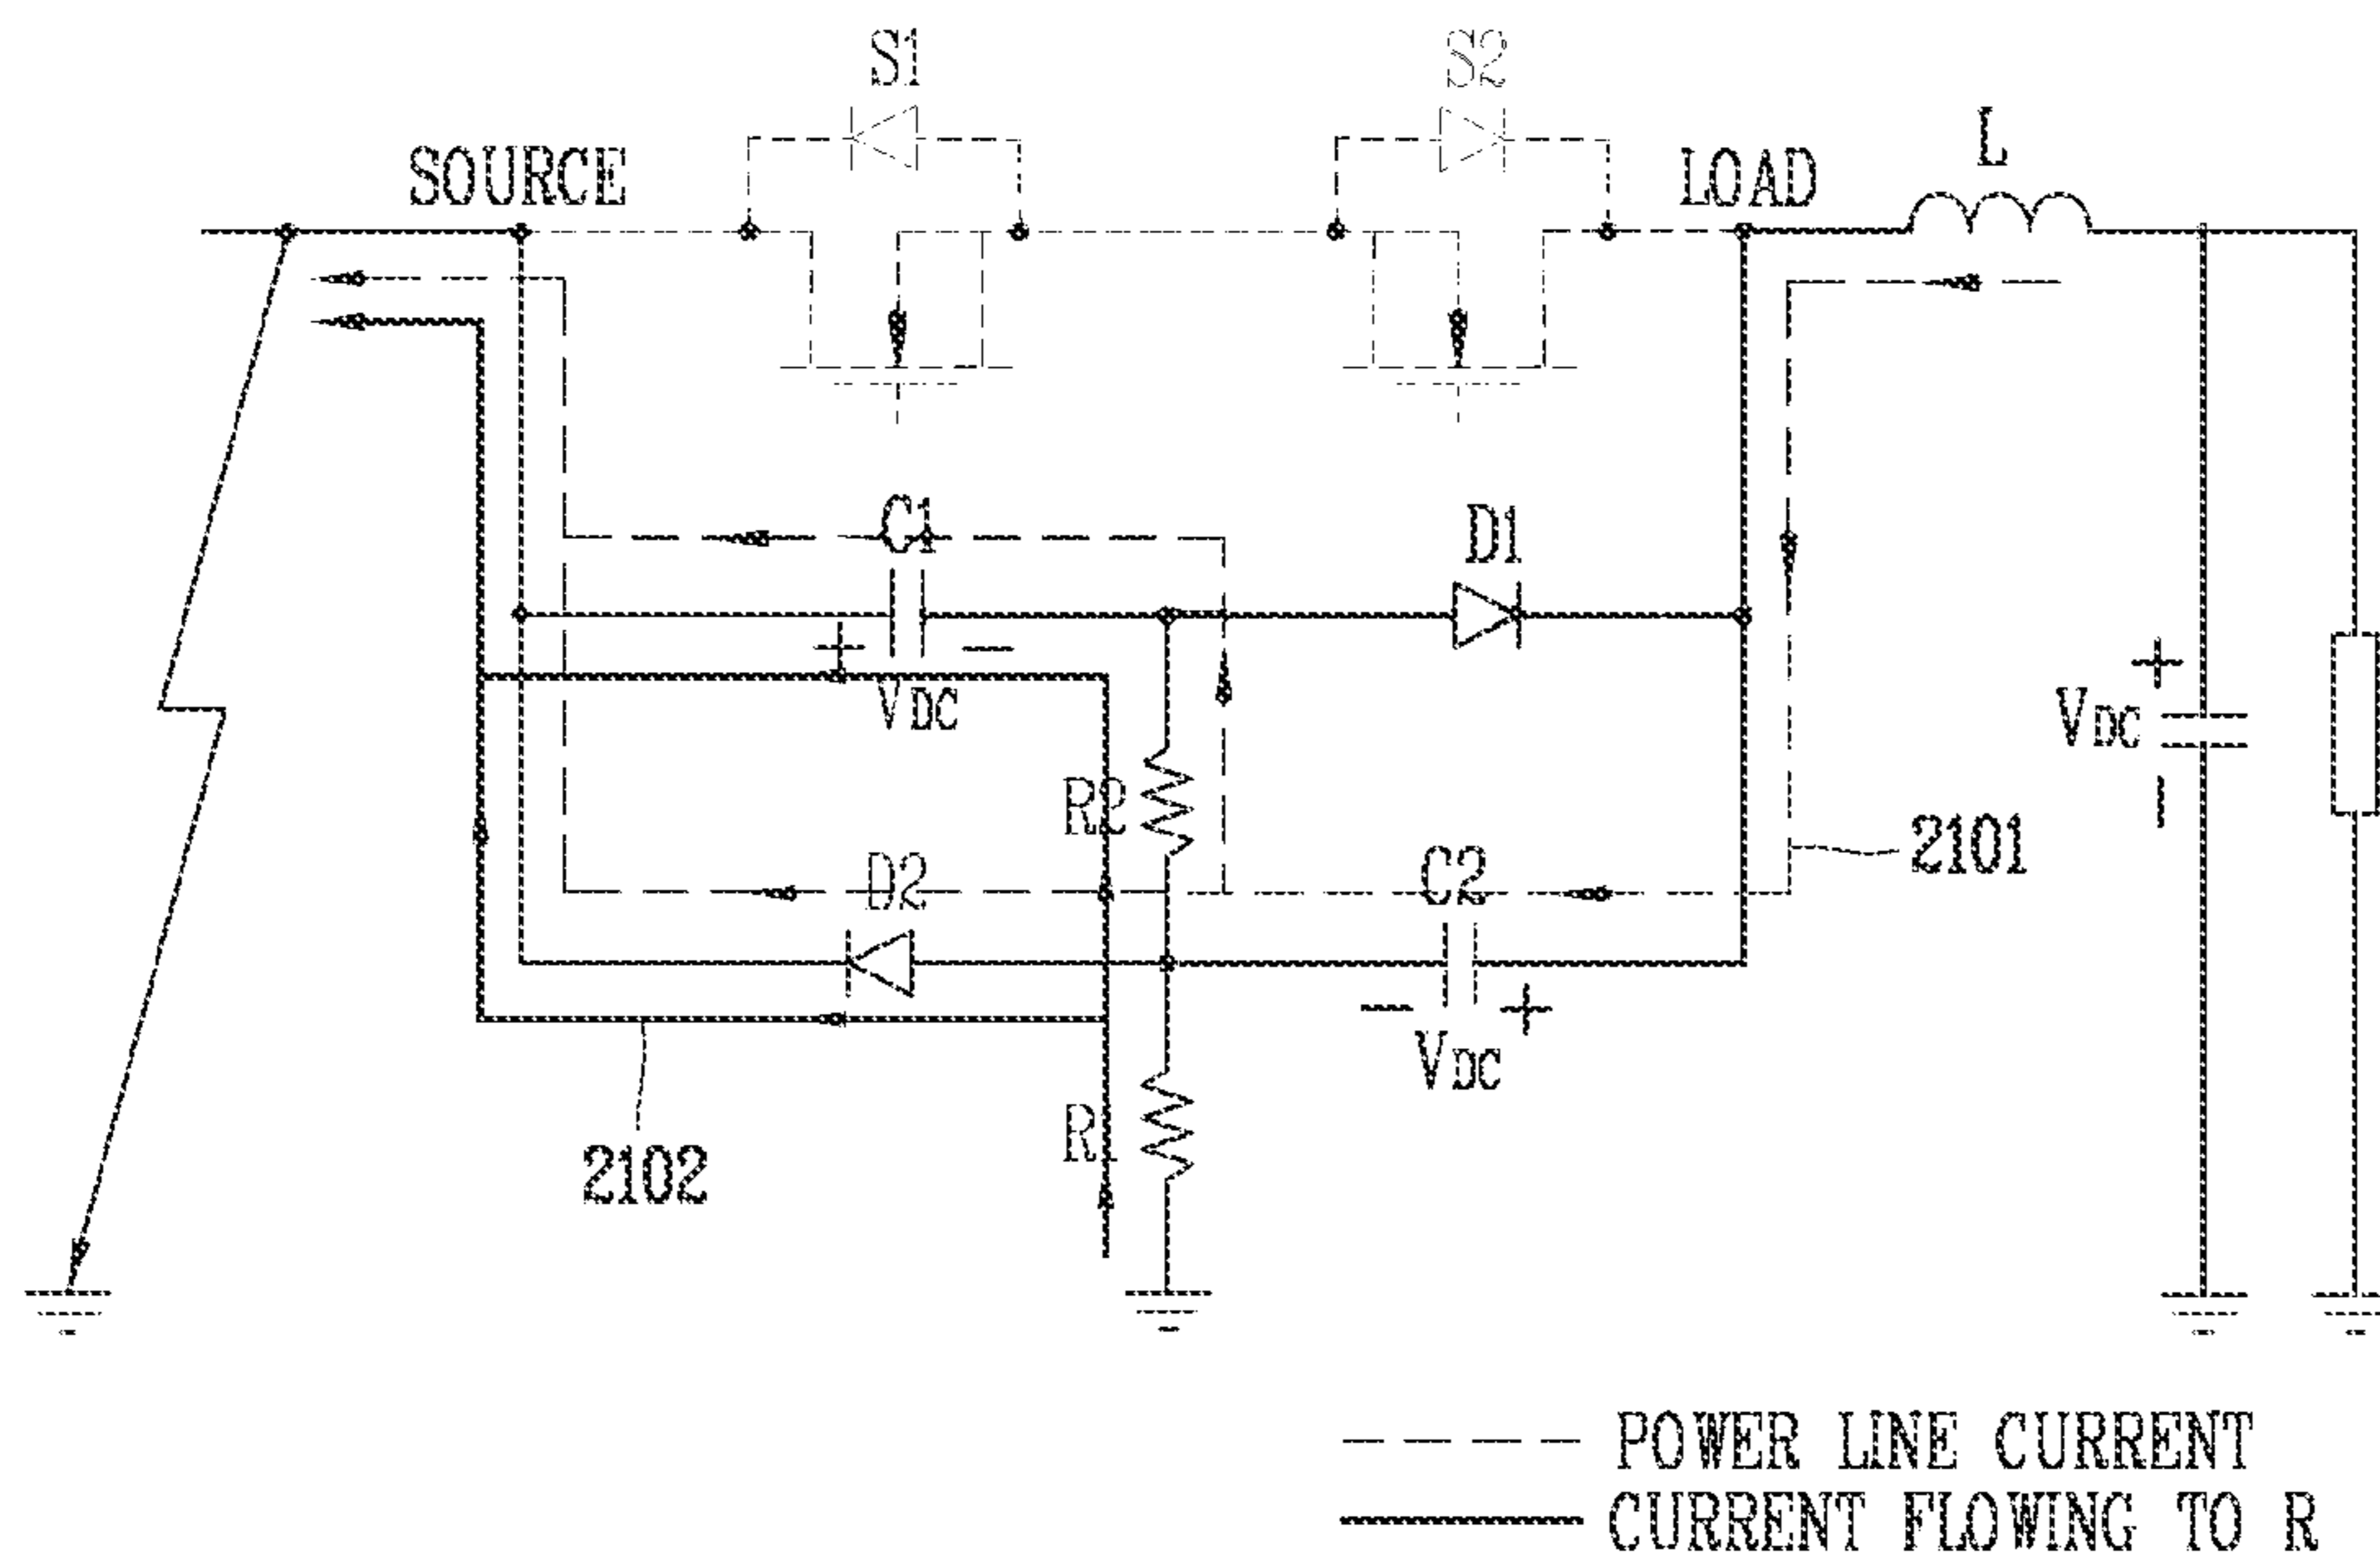 S1
S2
SOURCE
LOAD
L
C1
D1
+
−
VDC
+
VDC
−
R2
D2
C2
2101
−
+
VDC
R1
2102
POWER LINE CURRENT
CURRENT FLOWING TO R